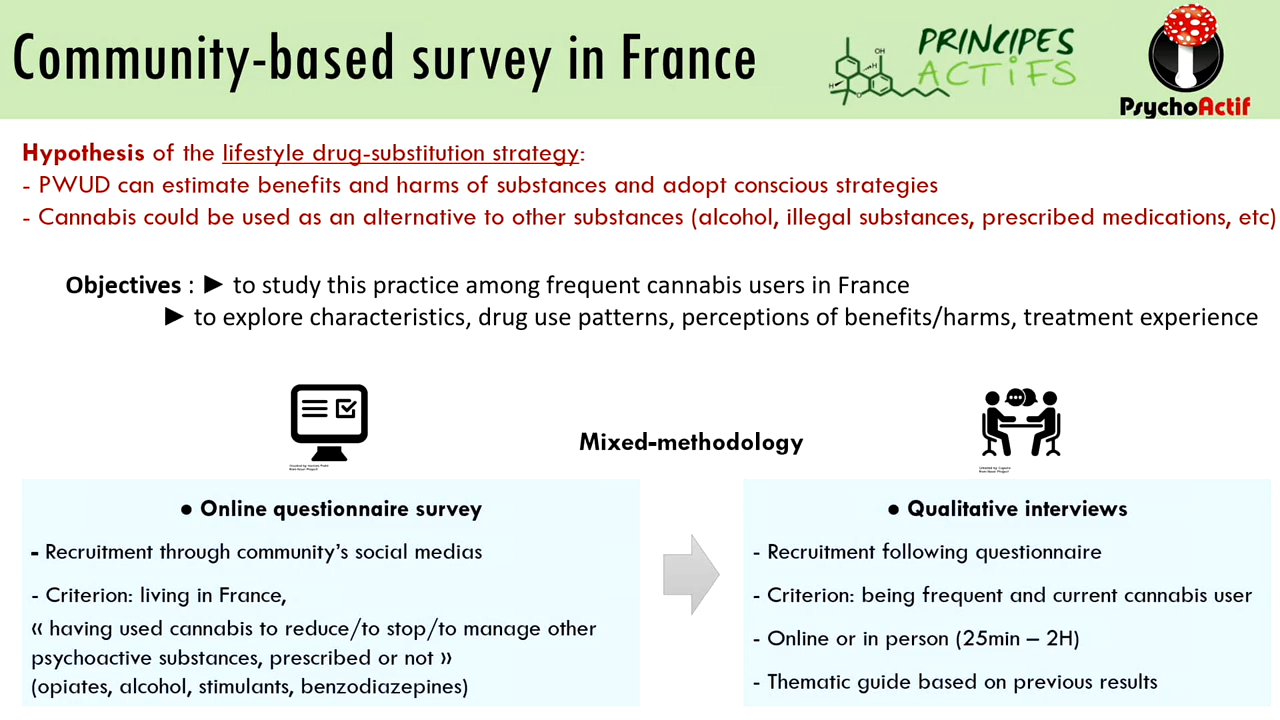 Community-based survey in France
PRINCIPES
ACTIFS
OH
H
H
O
PsychoActif
Hypothesis of the lifestyle drug-substitution strategy:
- PWUD can estimate benefits and harms of substances and adopt conscious strategies
- Cannabis could be used as an alternative to other substances (alcohol, illegal substances, prescribed medications, etc)
Objectives : ► to study this practice among frequent cannabis users in France
► to explore characteristics, drug use patterns, perceptions of benefits/harms, treatment experience
Mixed-methodology
● Online questionnaire survey
- Recruitment through community's social medias
- Criterion: living in France,
« having used cannabis to reduce/to stop/to manage other
psychoactive substances, prescribed or not »
(opiates, alcohol, stimulants, benzodiazepines)
● Qualitative interviews
- Recruitment following questionnaire
- Criterion: being frequent and current cannabis user
- Online or in person (25min – 2H)
- Thematic guide based on previous results